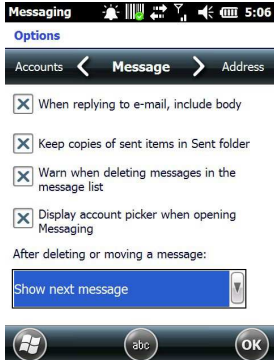 Messaging 5:06
Options
Accounts Message Address
When replying to e-mail, include body
Keep copies of sent items in Sent folder
Warn when deleting messages in the
message list
Display account picker when opening
Messaging
After deleting or moving a message:
Show next message
abc OK